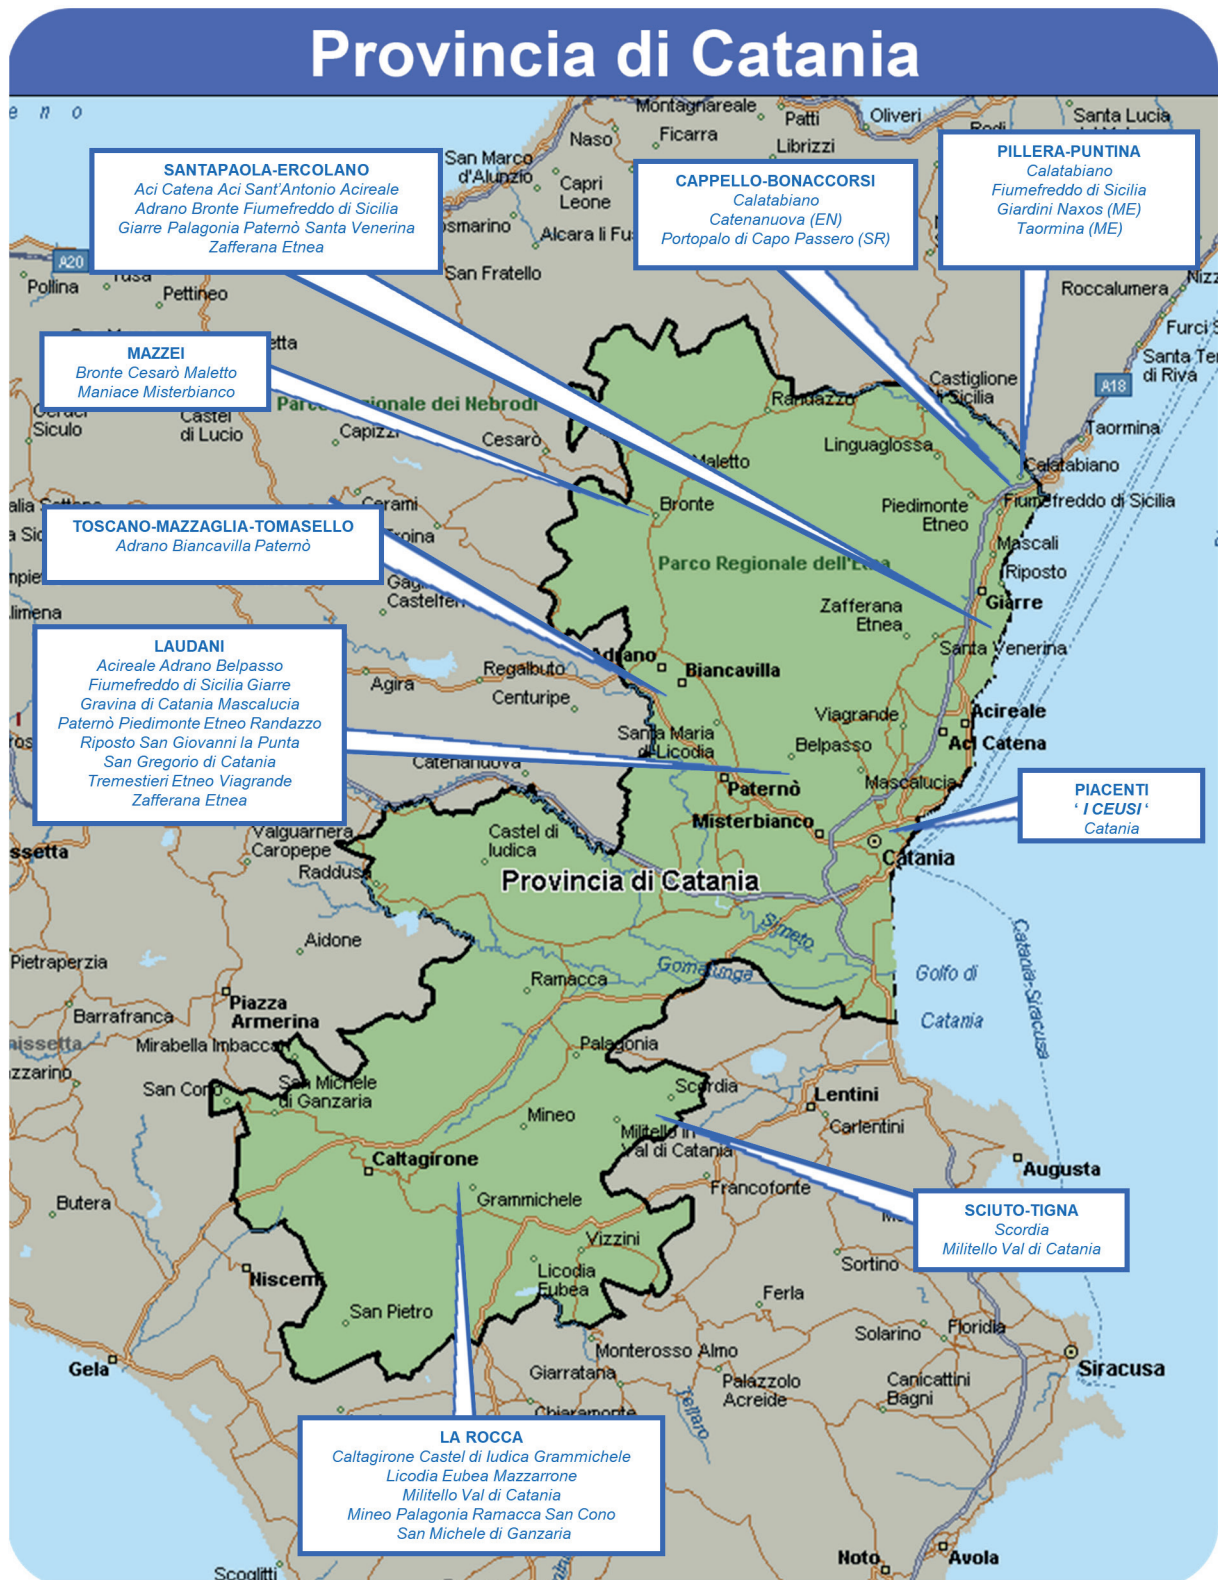 Provincia di Catania
e n o
Montagnareale
Patti
Oliveri
Santa Lucia
Naso
Ficarra
Librizzi
San Marco
d'Alunzio
Capri
Leone
Alcara li
San Fratello
SANTAPAOLA-ERCOLANO
Aci Catena Aci Sant'Antonio Acireale
Adrano Bronte Fiumefreddo di Sicilia
Giarre Palagonia Paternò Santa Venerina
Zafferana Etnea
CAPPELLO-BONACCORSI
Calatabiano
Catenanuova (EN)
Portopalo di Capo Passero (SR)
PILLERA-PUNTINA
Calatabiano
Fiumefreddo di Sicilia
Giardini Naxos (ME)
Taormina (ME)
A20
Pollina
Pettineo
Roccalumera
Furci
Santa
di Riva
A18
MAZZEI
Bronte Cesarò Maletto
Maniace Misterbianco
Siculo
Castel
di Lucio
Capizzi
Cesarò
Randazzo
Castiglione
di Sicilia
Taormina
Linguaglossa
Maletto
Calatabiano
Bronte
Piedimonte
Etneo
Fiumefreddo di Sicilia
Cerami
Troina
TOSCANO-MAZZAGLIA-TOMASELLO
Adrano Biancavilla Paternò
Mascali
Riposto
Parco Regionale dell'Etna
Giarre
Zafferana
Etnea
Santa Venerina
LAUDANI
Acireale Adrano Belpasso
Fiumefreddo di Sicilia Giarre
Gravina di Catania Mascalucia
Paternò Piedimonte Etneo Randazzo
Riposto San Giovanni la Punta
San Gregorio di Catania
Tremestieri Etneo Viagrande
Zafferana Etnea
Agira
Regalbuto
Centuripe
Adrano
Biancavilla
Santa Maria
di Licodia
Viagrande
Acireale
Aci Catena
Belpasso
Mascalucia
Catenanuova
Paternò
Misterbianco
PIACENTI
‘ I CEUSI ‘
Catania
Catania
Valguarnera
Caropepe
Raddusa
Castel di
Iudica
Provincia di Catania
Aidone
Simeto
Gornalunga
Golfo di
Catania
Catania-Siracusa
Pietraperzia
Barrafranca
Piazza
Armerina
Ramacca
Palagonia
San Cono
San Michele
di Ganzaria
Scordia
Lentini
Carlentini
Mineo
Militello in
Val di Catania
Caltagirone
Francofonte
Augusta
Butera
Grammichele
SCIUTO-TIGNA
Scordia
Militello Val di Catania
Vizzini
Licodia
Eubea
Sortino
Niscemi
San Pietro
Ferla
Solarino
Floridia
Gela
Monterosso Almo
Giarratana
Palazzolo
Acreide
Canicattini
Bagni
Siracusa
Chiaramonte
Tellaro
LA ROCCA
Caltagirone Castel di Iudica Grammichele
Licodia Eubea Mazzarrone
Militello Val di Catania
Mineo Palagonia Ramacca San Cono
San Michele di Ganzaria
Scoglitti
Noto
Avola